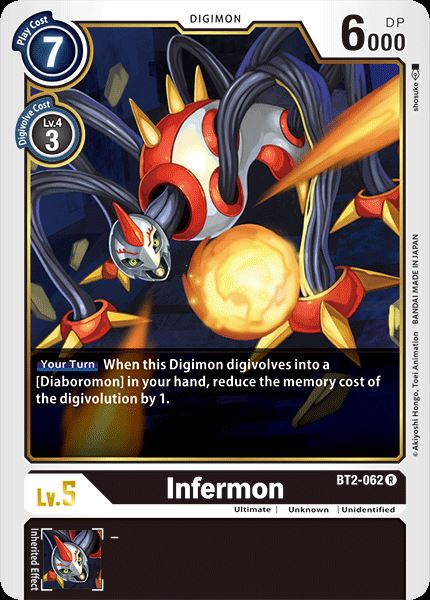 Play Cost
7
DIGIMON
6000
DP
Digivolve Cost
Lv.4
3
shosuke
©Akiyoshi Hongo, Toei Animation BANDAI MADE IN JAPAN
Your Turn When this Digimon digivolves into a
[Diaboromon] in your hand, reduce the memory cost of
the digivolution by 1.
Lv.5
Infermon
BT2-062 R
Ultimate | Unknown | Unidentified
Inherited Effect
–